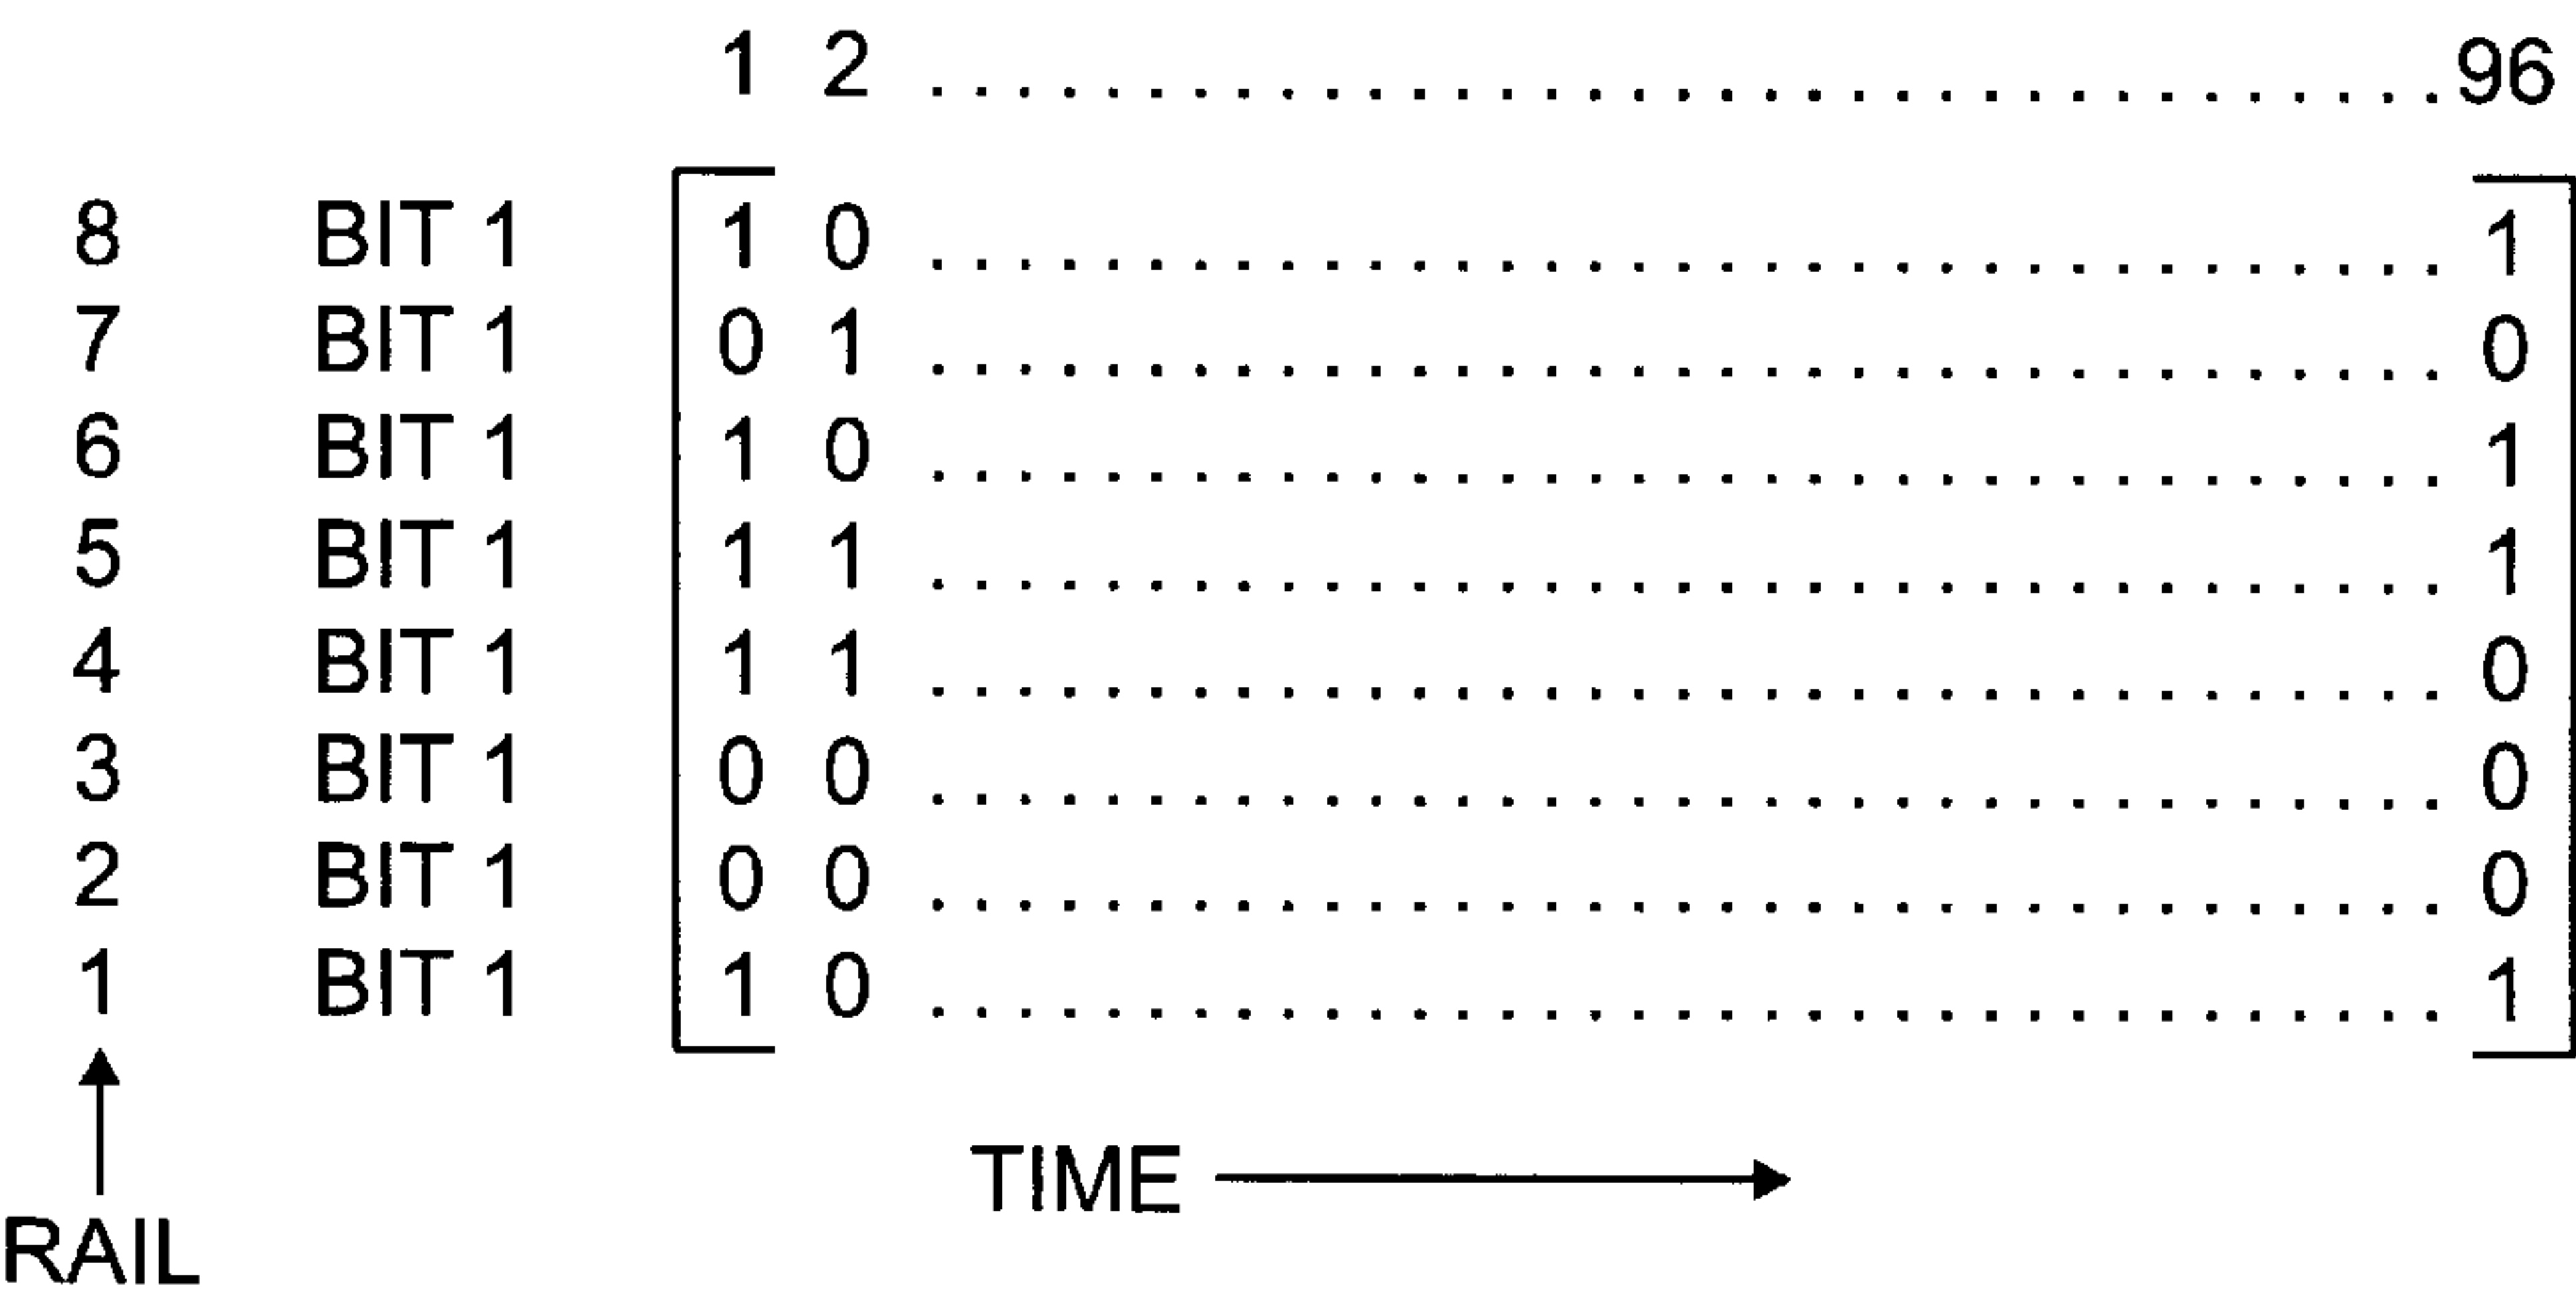 1 2 ................................... 96
8 BIT 1 1 0 ................................... 1
7 BIT 1 0 1 ................................... 0
6 BIT 1 1 0 ................................... 1
5 BIT 1 1 1 ................................... 1
4 BIT 1 1 1 ................................... 0
3 BIT 1 0 0 ................................... 0
2 BIT 1 0 0 ................................... 0
1 BIT 1 1 0 ................................... 1
TIME
RAIL